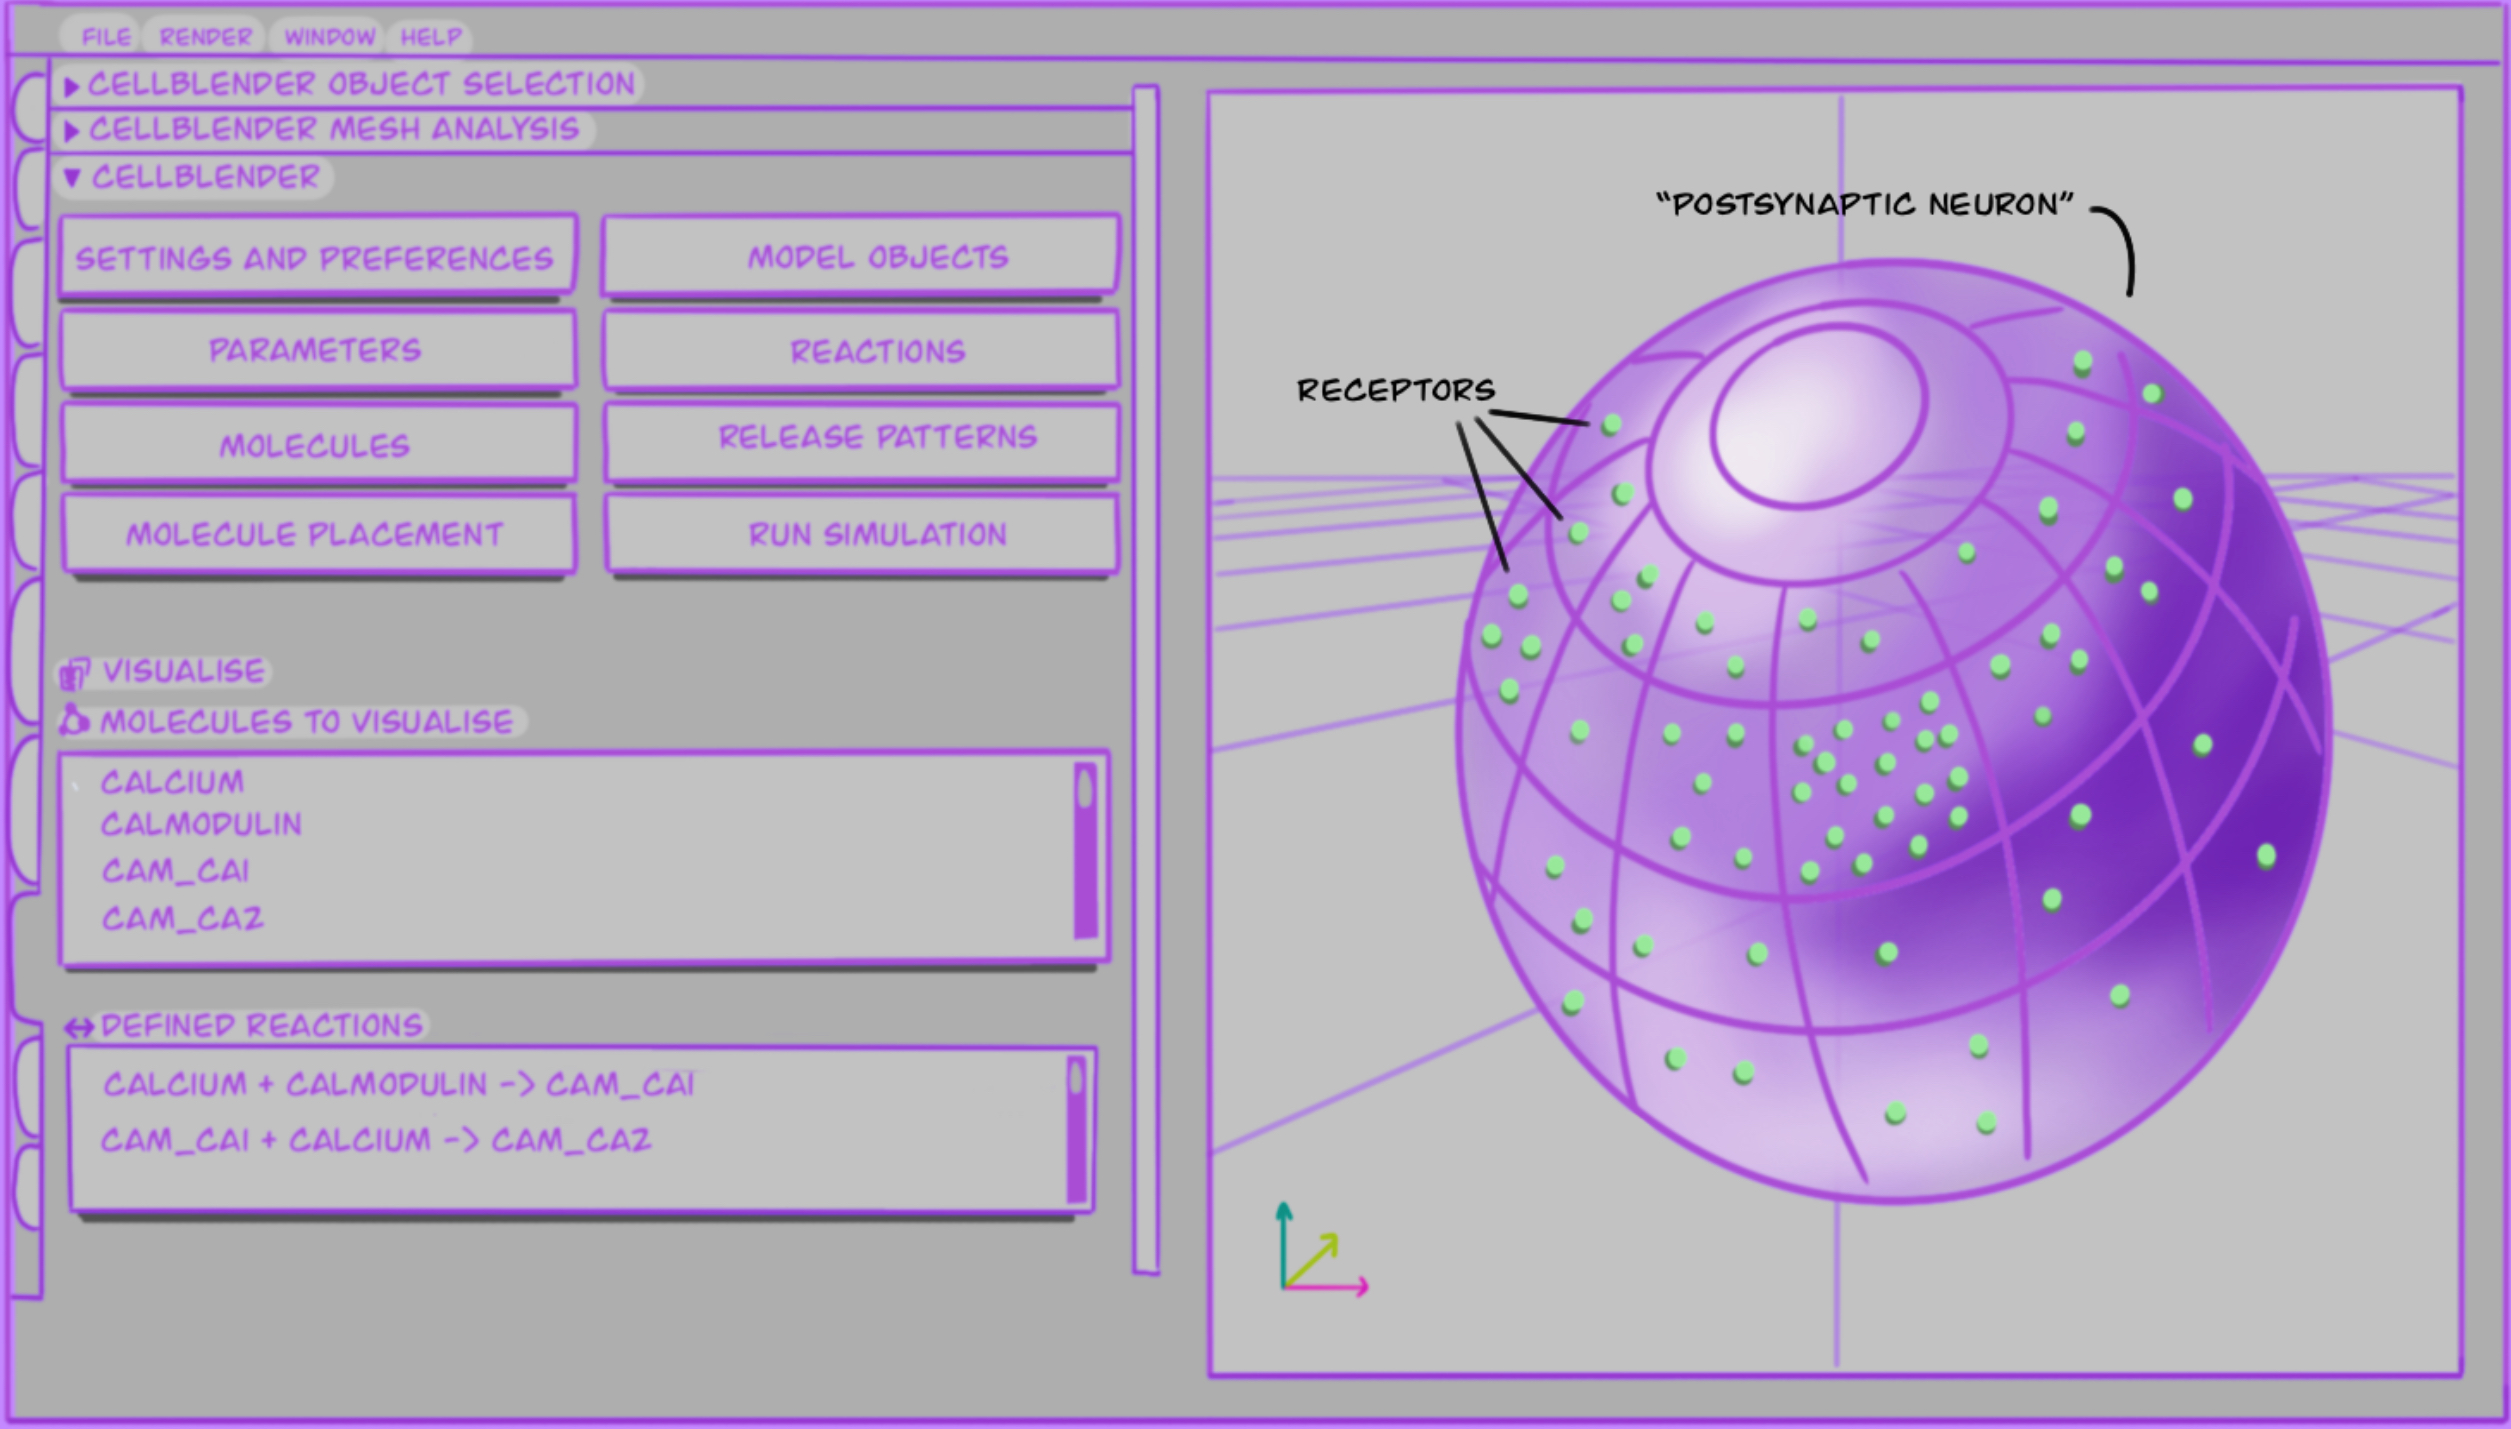 FILE RENDER WINDOW HELP
▶ CELLBLENDER OBJECT SELECTION
▶ CELLBLENDER MESH ANALYSIS
▼ CELLBLENDER
SETTINGS AND PREFERENCES
MODEL OBJECTS
PARAMETERS
REACTIONS
MOLECULES
RELEASE PATTERNS
MOLECULE PLACEMENT
RUN SIMULATION
VISUALISE
MOLECULES TO VISUALISE
CALCIUM
CALMODULIN
CAM_CA1
CAM_CA2
DEFINED REACTIONS
CALCIUM + CALMODULIN -> CAM_CA1
CAM_CA1 + CALCIUM -> CAM_CA2
“POSTSYNAPTIC NEURON”
RECEPTORS